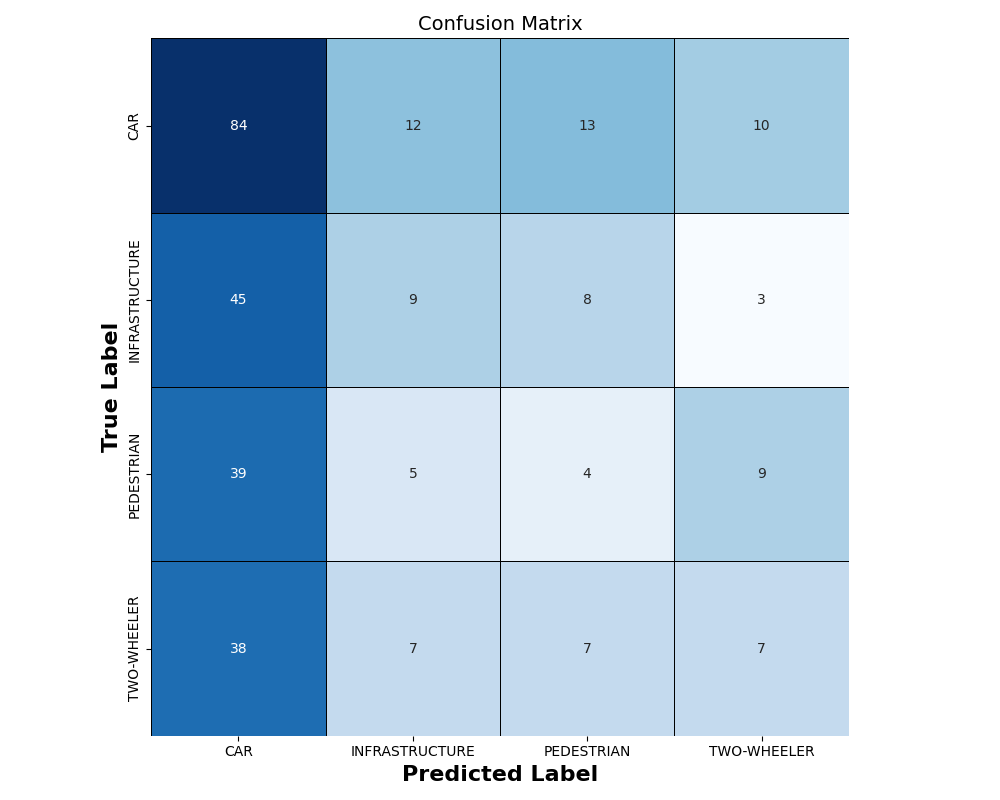 Confusion Matrix
True Label
CAR
84 12 13 10
INFRASTRUCTURE
45 9 8 3
PEDESTRIAN
39 5 4 9
TWO-WHEELER
38 7 7 7
CAR INFRASTRUCTURE PEDESTRIAN TWO-WHEELER
Predicted Label